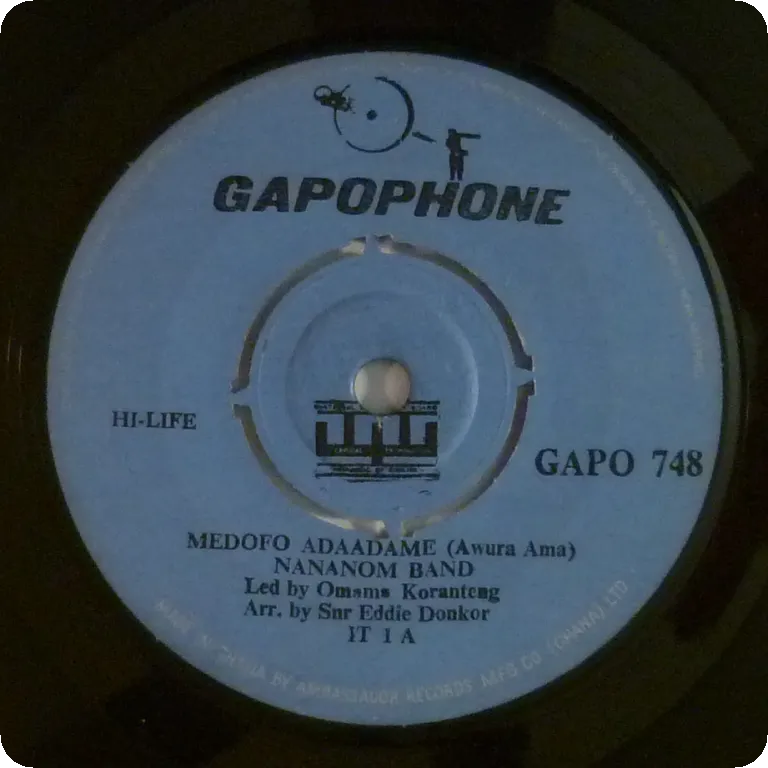 GAPOPHONE
HI-LIFE
GAPO 748
MEDOFO ADAADAME (Awura Ama)
NANANOM BAND
Led by Omama Koranteng
Arr. by Snr Eddie Donkor
IT 1 A
MADE IN GHANA BY AMBASSADOR RECORDS MFG CO. (GHANA) LTD